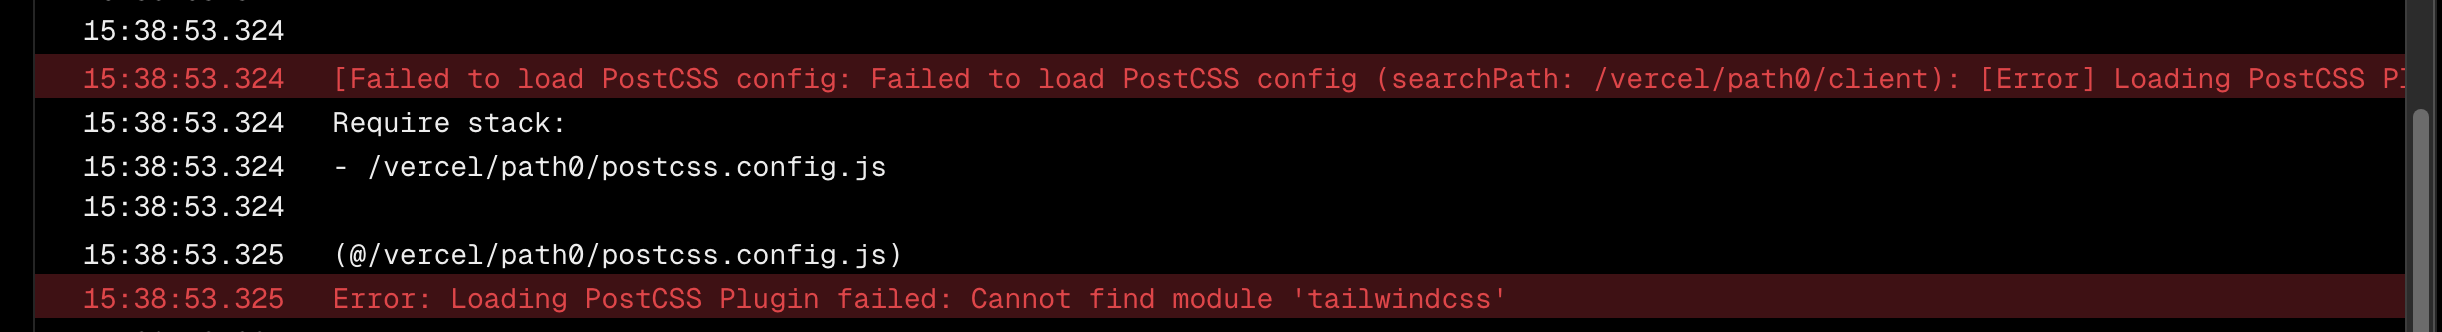 15:38:53.324
15:38:53.324 [Failed to load PostCSS config: Failed to load PostCSS config (searchPath: /vercel/path0/client): [Error] Loading PostCSS Pl
15:38:53.324 Require stack:
15:38:53.324 - /vercel/path0/postcss.config.js
15:38:53.324
15:38:53.325 (@/vercel/path0/postcss.config.js)
15:38:53.325 Error: Loading PostCSS Plugin failed: Cannot find module 'tailwindcss'